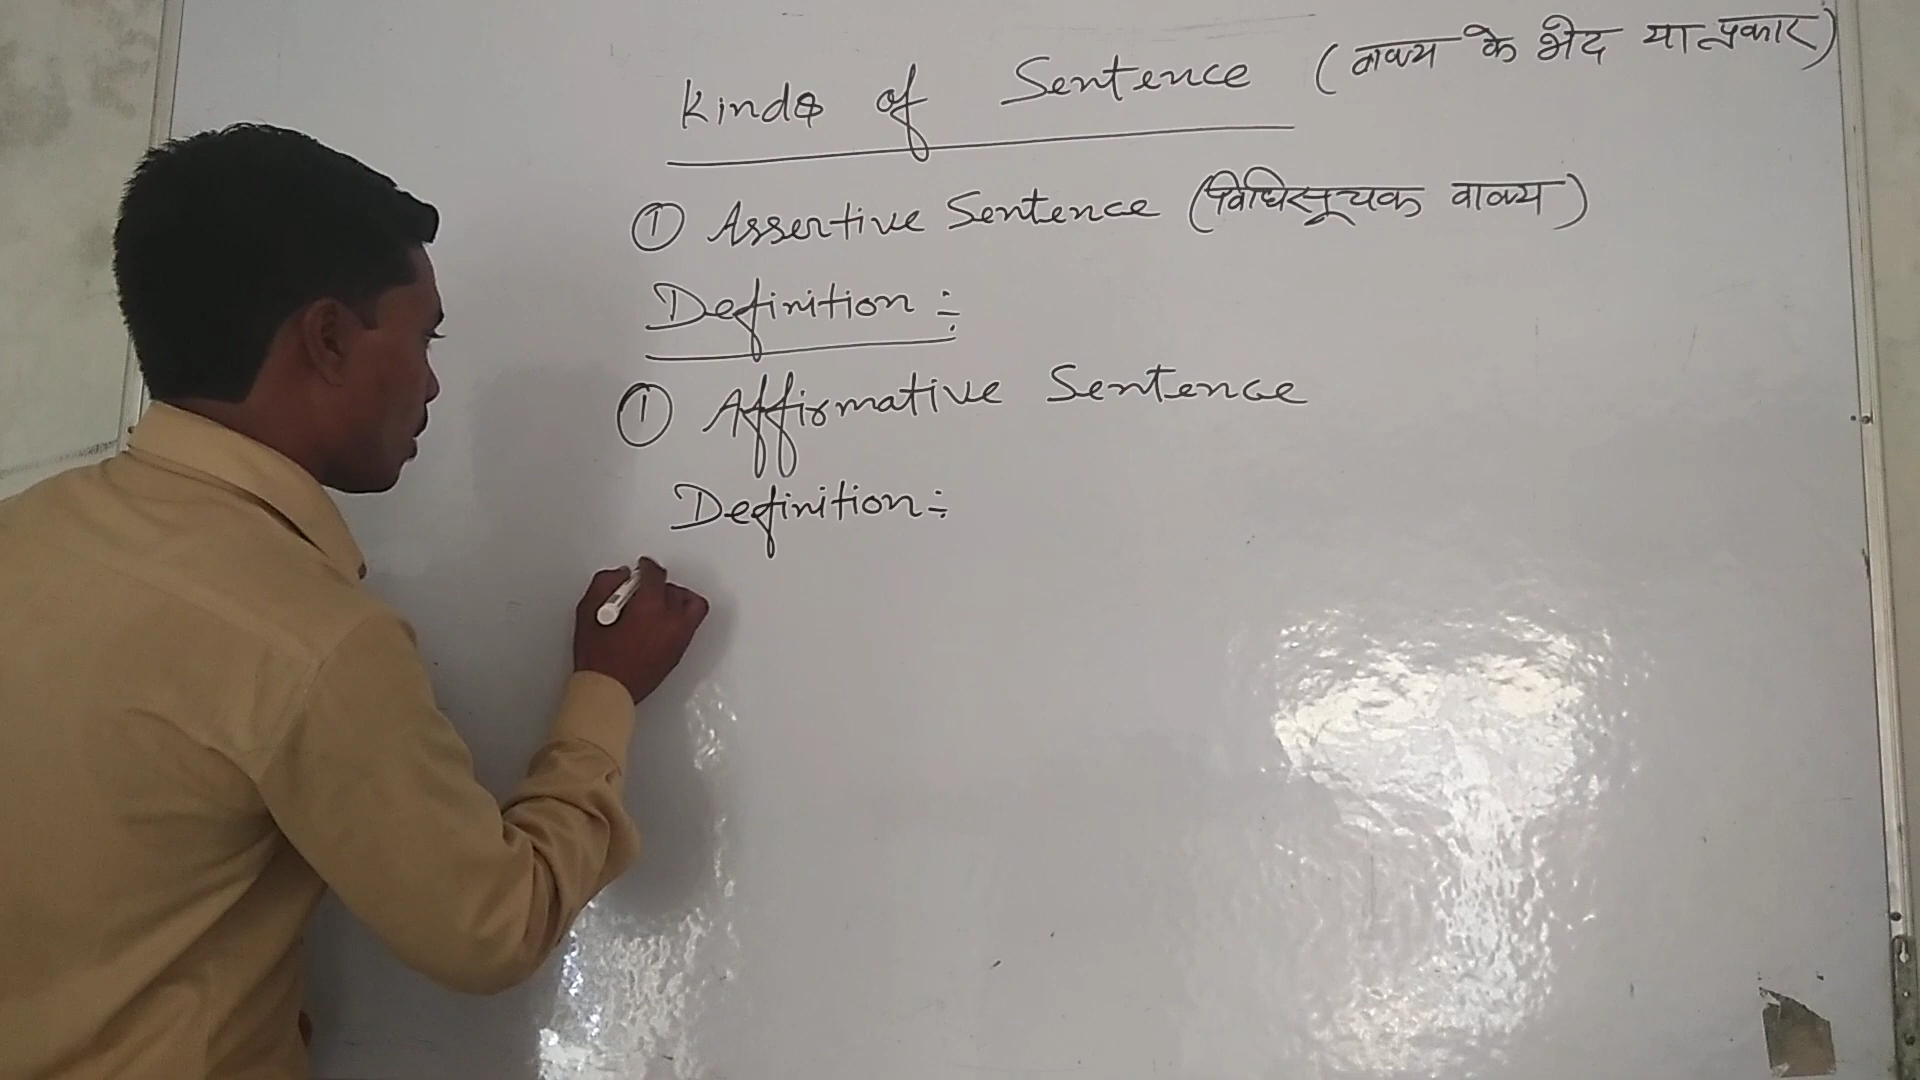 Kinds of Sentence (वाक्य के भेद या प्रकार)
① Assertive Sentence (विधिसूचक वाक्य)
Definition :-
① Affirmative Sentence
Definition :-